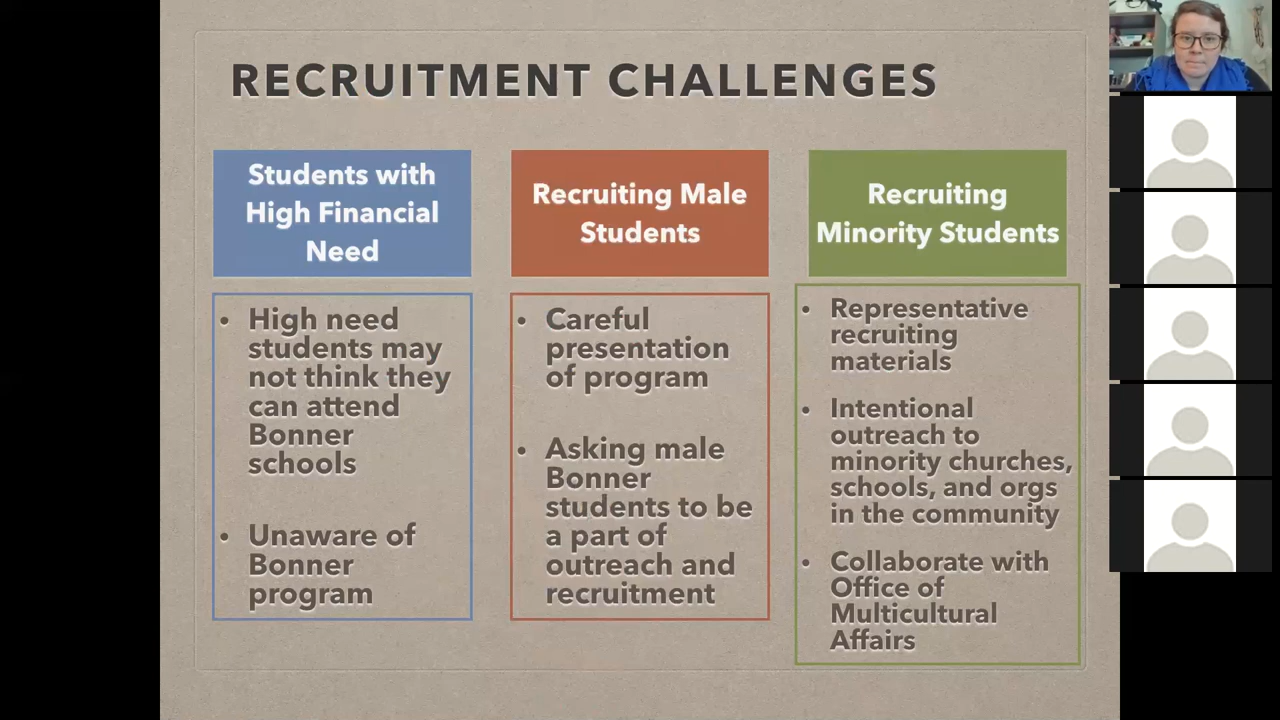 RECRUITMENT CHALLENGES
Students with
High Financial
Need
• High need
students may
not think they
can attend
Bonner
schools
• Unaware of
Bonner
program
Recruiting Male
Students
• Careful
presentation
of program
• Asking male
Bonner
students to be
a part of
outreach and
recruitment
Recruiting
Minority Students
• Representative
recruiting
materials
• Intentional
outreach to
minority churches,
schools, and orgs
in the community
• Collaborate with
Office of
Multicultural
Affairs